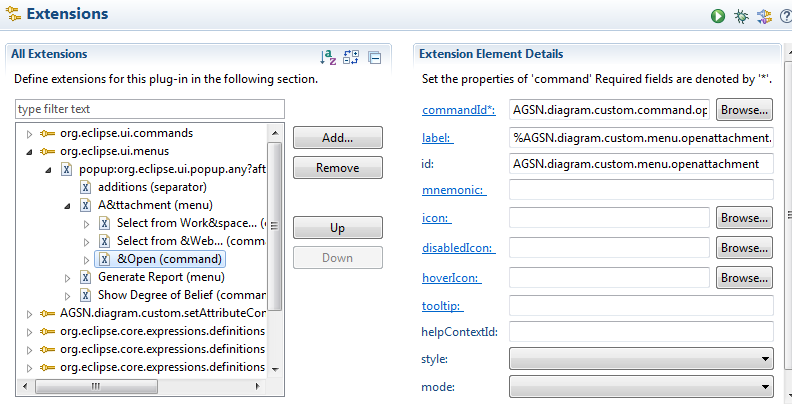 Extensions
All Extensions
Define extensions for this plug-in in the following section.
type filter text
org.eclipse.ui.commands
org.eclipse.ui.menus
popup:org.eclipse.ui.popup.any?aft
additions (separator)
A&ttachment (menu)
Select from Work&space... (c
Select from &Web... (comma
&Open (command)
Generate Report (menu)
Show Degree of Belief (comman
AGSN.diagram.custom.setAttributeCon
org.eclipse.core.expressions.definitions
org.eclipse.core.expressions.definitions
org.eclipse.core.expressions.definitions
Add...
Remove
Up
Down
Extension Element Details
Set the properties of 'command' Required fields are denoted by '*'.
commandId*: AGSN.diagram.custom.command.op Browse...
label: %AGSN.diagram.custom.menu.openattachment.
id: AGSN.diagram.custom.menu.openattachment
mnemonic:
icon: Browse...
disabledIcon: Browse...
hoverIcon: Browse...
tooltip:
helpContextId:
style:
mode: